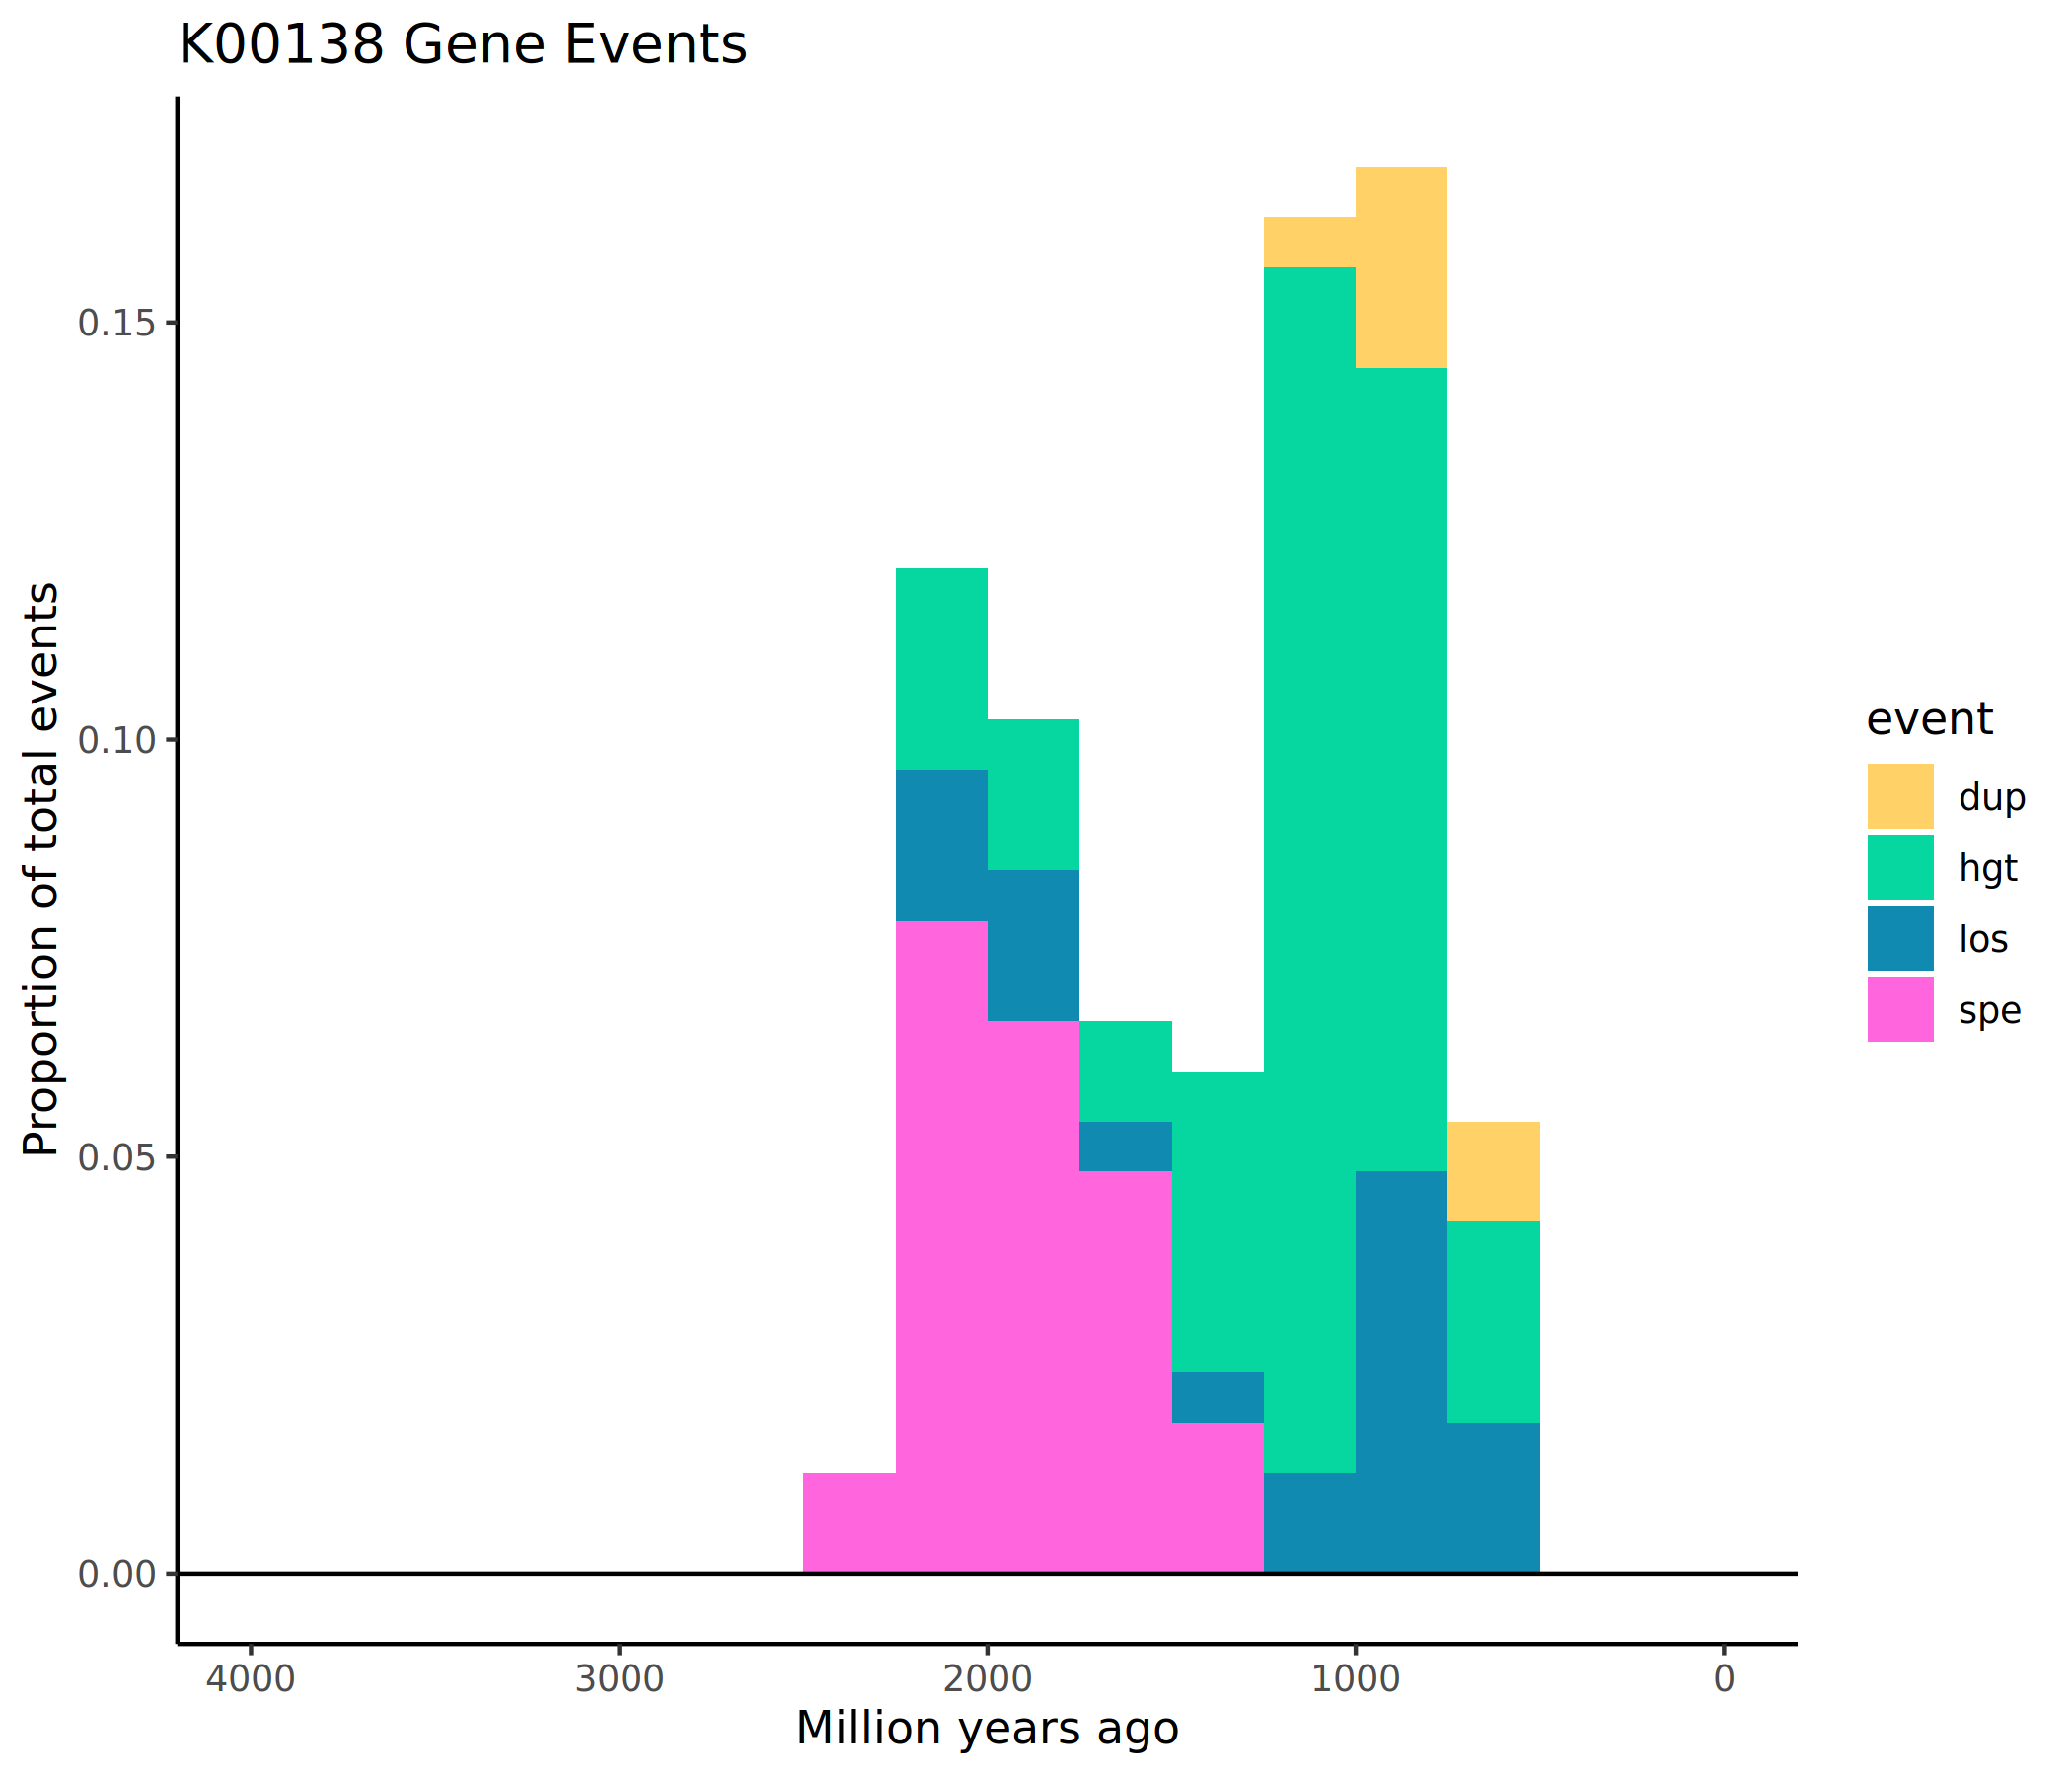 K00138 Gene Events
Proportion of total events
0.15
0.10
0.05
0.00
4000 3000 2000 1000 0
Million years ago
event
dup
hgt
los
spe